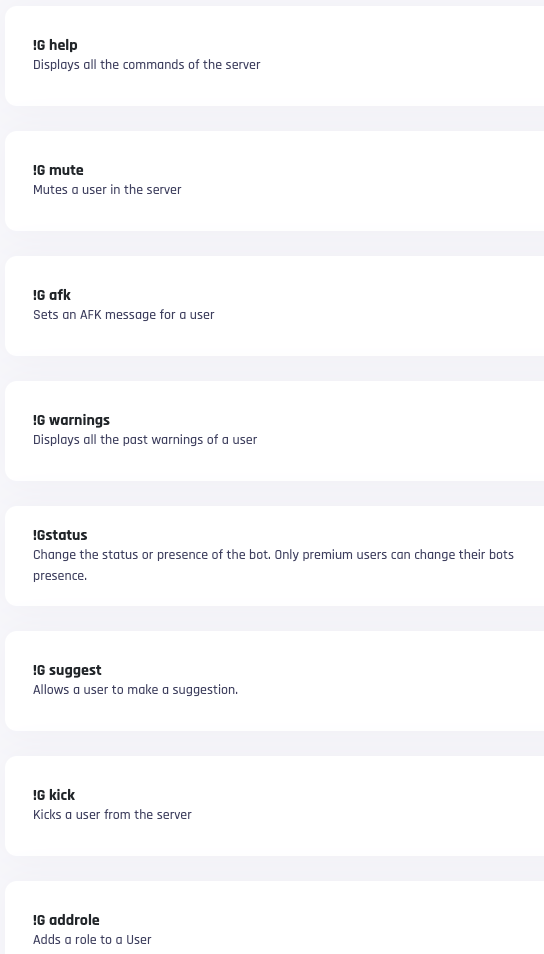 !G help
Displays all the commands of the server
!G mute
Mutes a user in the server
!G afk
Sets an AFK message for a user
!G warnings
Displays all the past warnings of a user
!Gstatus
Change the status or presence of the bot. Only premium users can change their bots
presence.
!G suggest
Allows a user to make a suggestion.
!G kick
Kicks a user from the server
!G addrole
Adds a role to a User